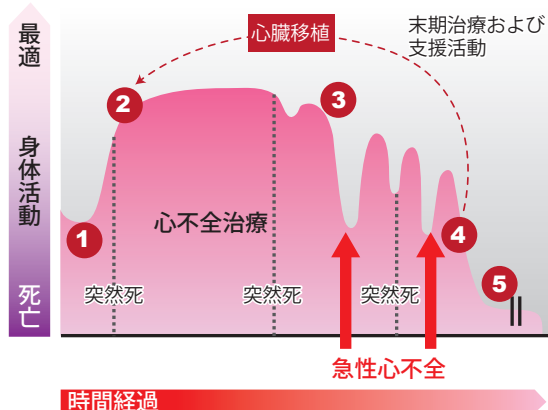 最適
身体活動
死亡
心臓移植
末期治療および
支援活動
2
3
1
心不全治療
4
5
突然死
突然死
突然死
急性心不全
時間経過